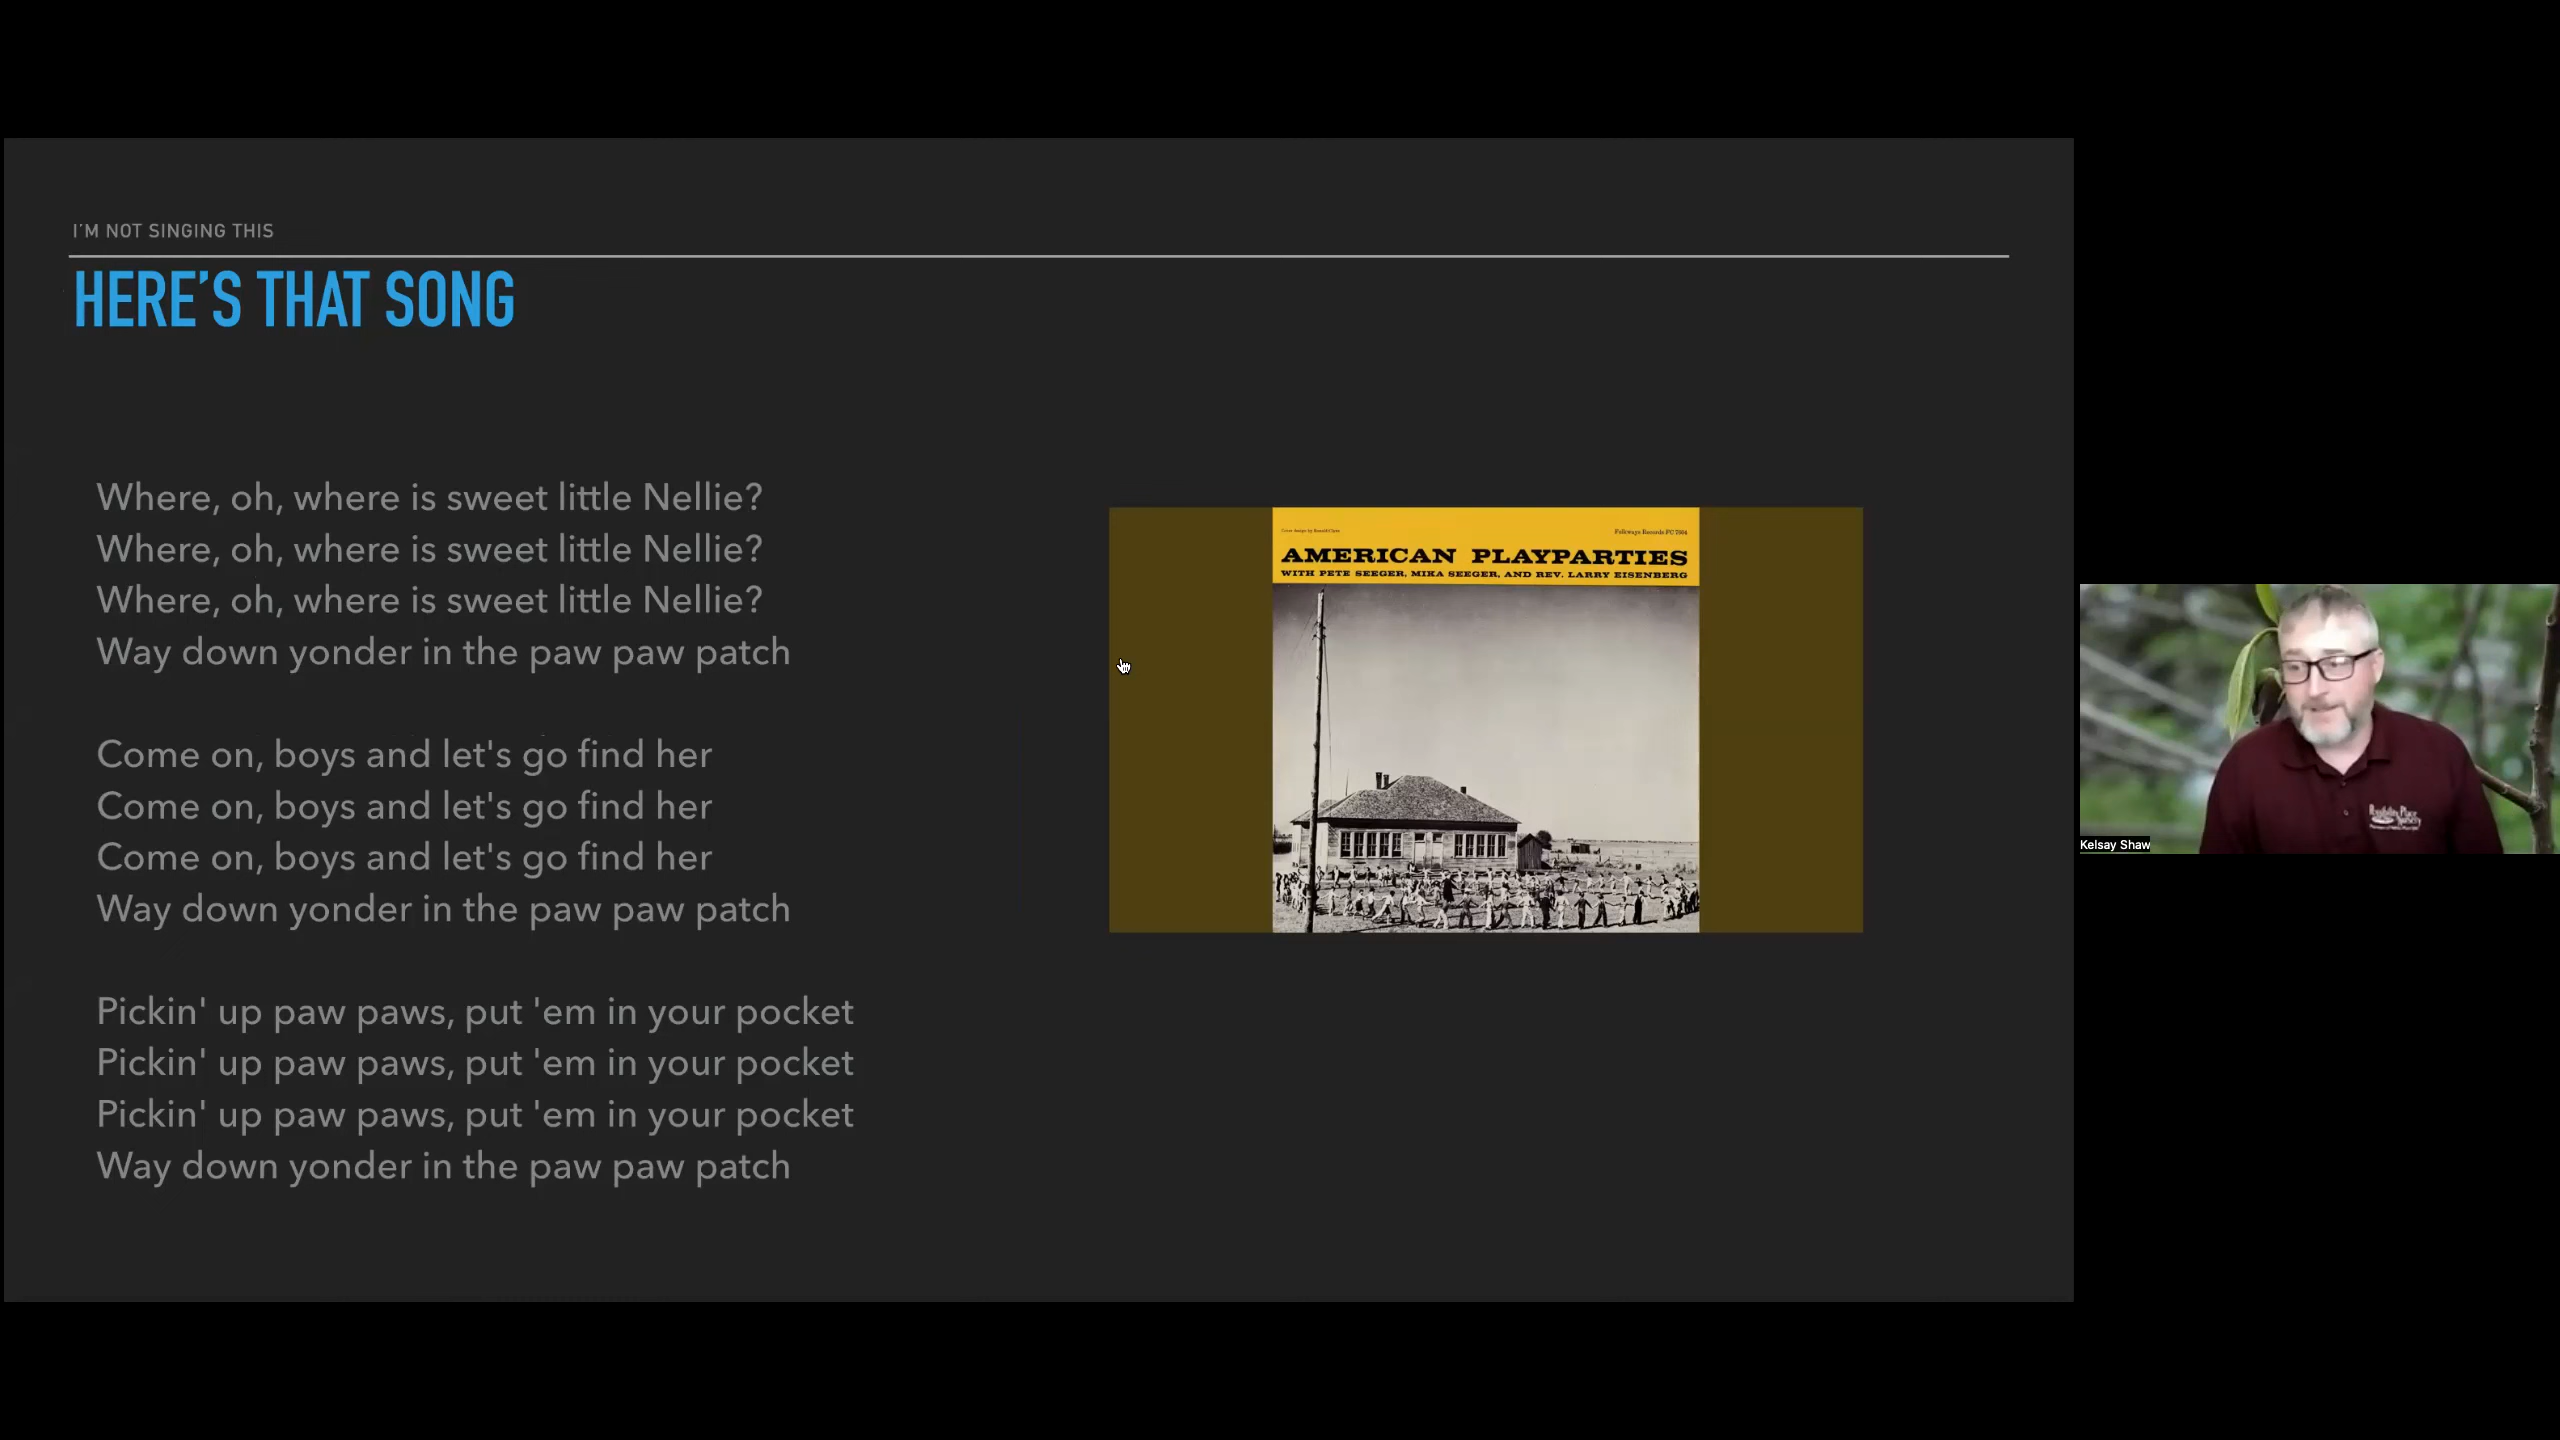 I'M NOT SINGING THIS
HERE'S THAT SONG
Where, oh, where is sweet little Nellie?
Where, oh, where is sweet little Nellie?
Where, oh, where is sweet little Nellie?
Way down yonder in the paw paw patch
Come on, boys and let's go find her
Come on, boys and let's go find her
Come on, boys and let's go find her
Way down yonder in the paw paw patch
Pickin' up paw paws, put 'em in your pocket
Pickin' up paw paws, put 'em in your pocket
Pickin' up paw paws, put 'em in your pocket
Way down yonder in the paw paw patch
Folkways Records FC 7604
AMERICAN PLAYPARTIES
WITH PETE SEEGER, MIKA SEEGER, AND REV. LARRY EISENBERG
Kelsay Shaw